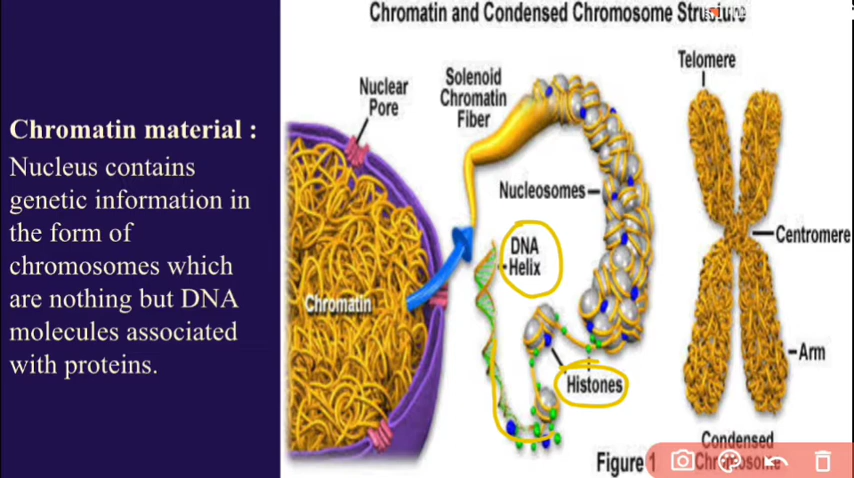 Chromatin and Condensed Chromosome Structure
Chromatin material :
Nucleus contains
genetic information in
the form of
chromosomes which
are nothing but DNA
molecules associated
with proteins.
Nuclear
Pore
Solenoid
Chromatin
Fiber
Telomere
Nucleosomes
DNA
Helix
Centromere
Chromatin
Arm
Histones
Condensed
Chromosome
Figure 1